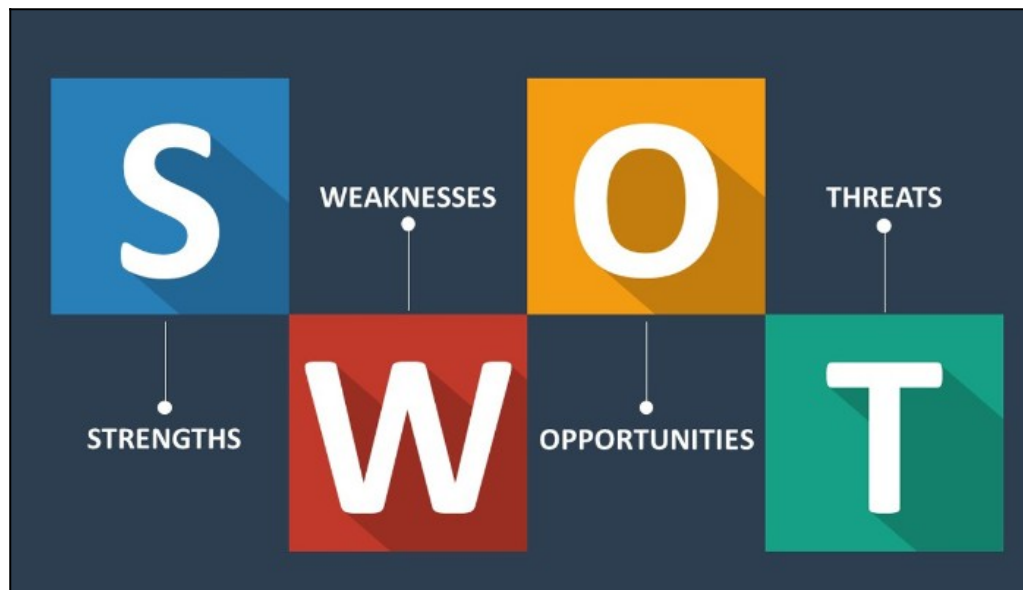 S
STRENGTHS
WEAKNESSES
W
O
OPPORTUNITIES
THREATS
T